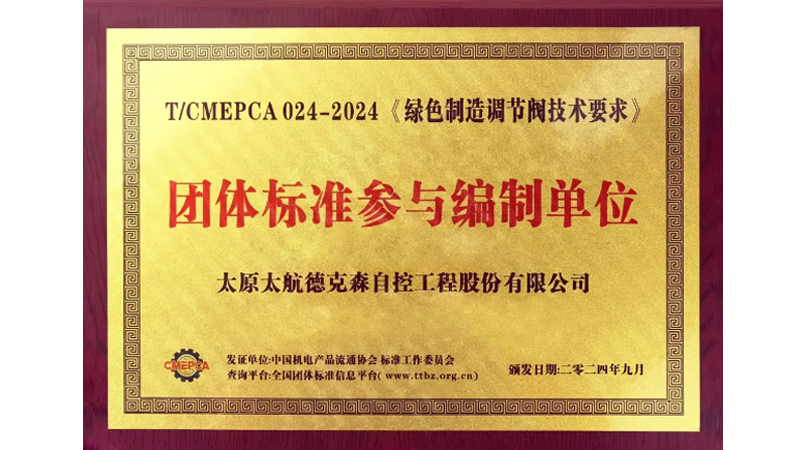 T/CMEPCA 024-2024《绿色制造调节阀技术要求》
团体标准参与编制单位
太原太航德克森自控工程股份有限公司
CMEPCA
发证单位:中国机电产品流通协会 标准工作委员会
查询平台:全国团体标准信息平台( www.ttbz.org.cn)
颁发日期:二零二四年九月